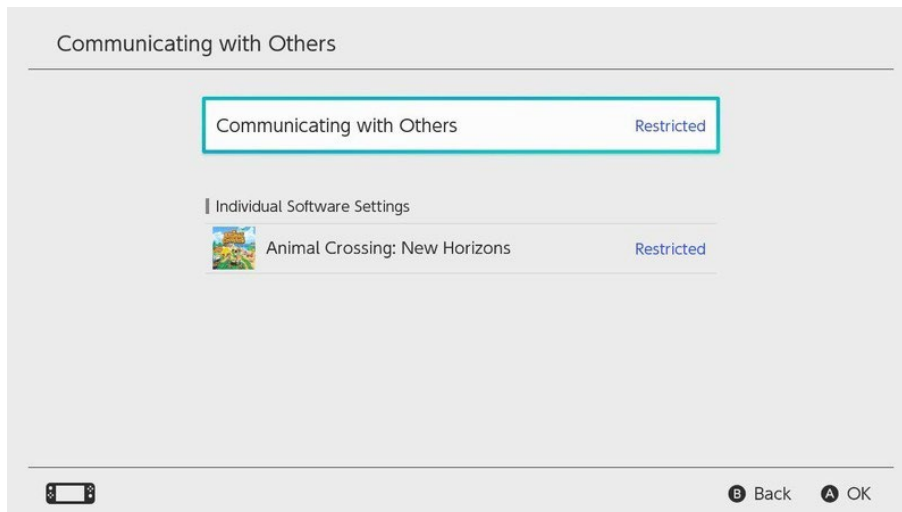 Communicating with Others
Communicating with Others Restricted
Individual Software Settings
Animal Crossing: New Horizons Restricted
B Back A OK